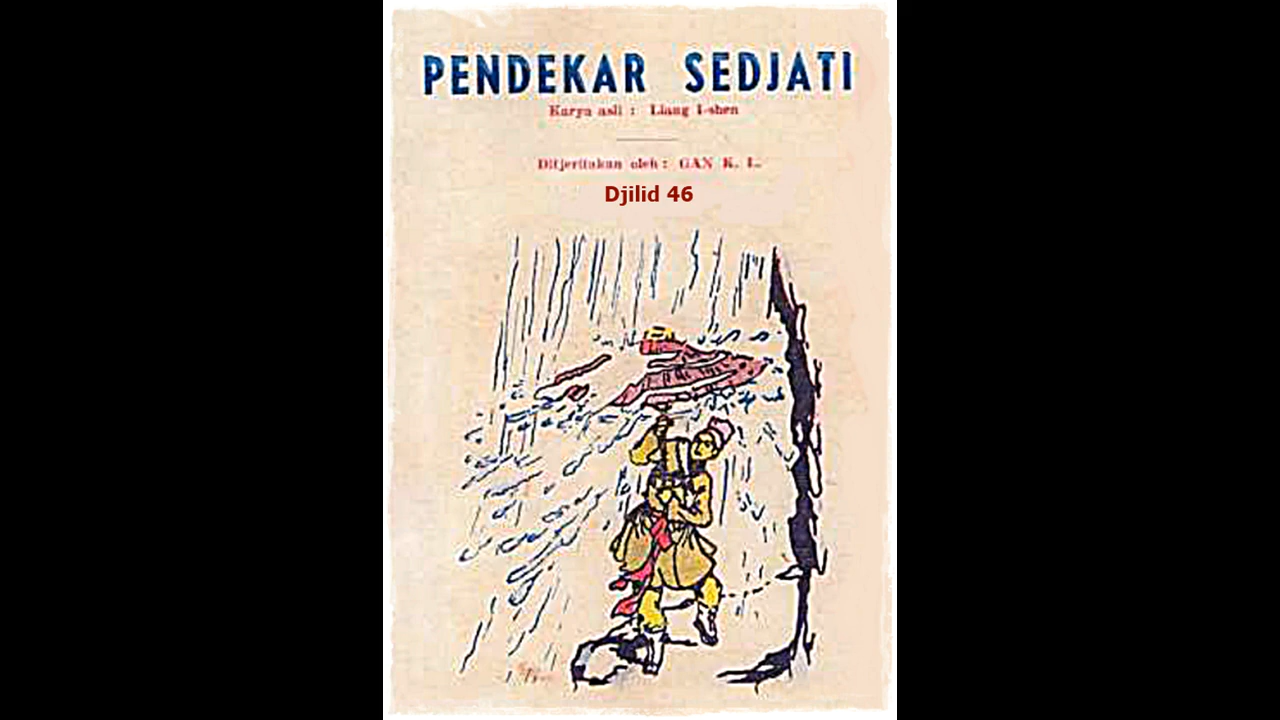 PENDEKAR SEDJATI
Karya asli : Liang I-shen
Ditjeritakan oleh : GAN K. L.
Djilid 46